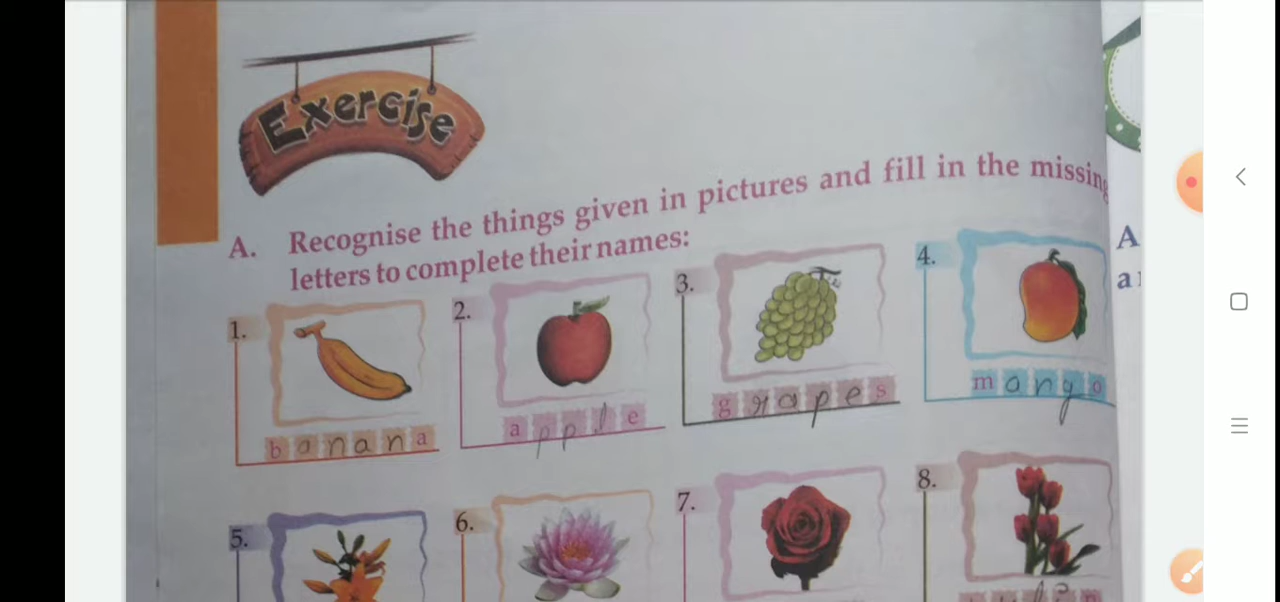 Exercise
A. Recognise the things given in pictures and fill in the missing
letters to complete their names:
1.
2.
3.
4.
banana
apple
grapes
mango
5.
6.
7.
8.
A